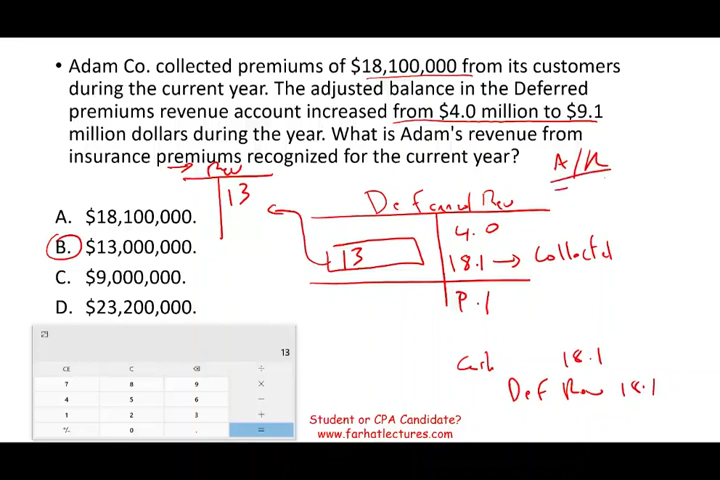 • Adam Co. collected premiums of $18,100,000 from its customers
during the current year. The adjusted balance in the Deferred
premiums revenue account increased from $4.0 million to $9.1
million dollars during the year. What is Adam's revenue from
insurance premiums recognized for the current year?
A/R
→ Rev
13
Deferred Rev
A. $18,100,000.
4.0
B. $13,000,000.
13
18.1 → Collected
C. $9,000,000.
9.1
D. $23,200,000.
13
CE C ÷
7 8 9 ×
4 5 6 −
1 2 3 +
0 . =
Cash 18.1
Def Rev 18.1
Student or CPA Candidate?
www.farhatlectures.com